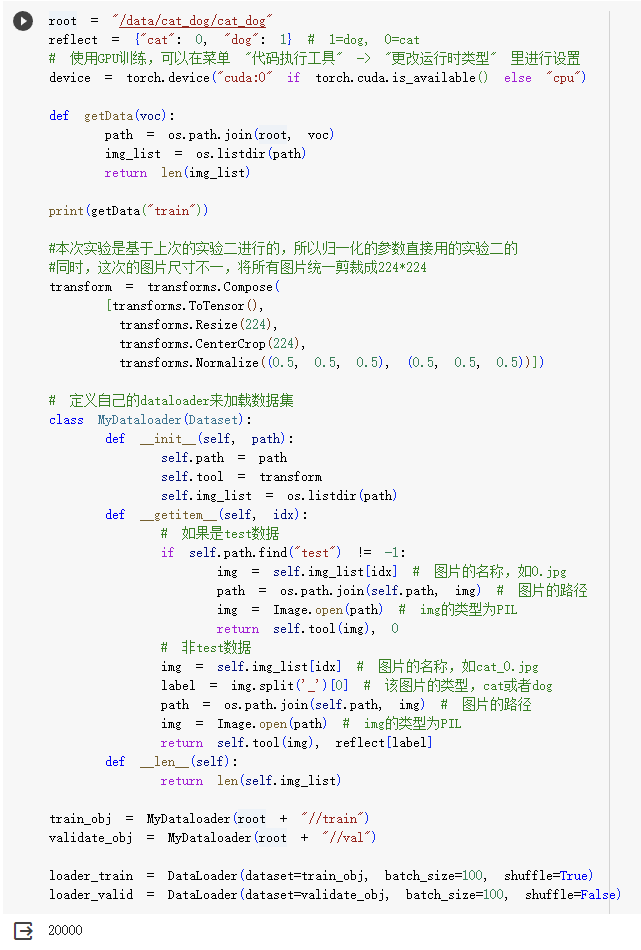 root = "/data/cat_dog/cat_dog"
reflect = {"cat": 0, "dog": 1} # 1=dog, 0=cat
# 使用GPU训练，可以在菜单 "代码执行工具" -> "更改运行时类型" 里进行设置
device = torch.device("cuda:0" if torch.cuda.is_available() else "cpu")
def getData(voc):
path = os.path.join(root, voc)
img_list = os.listdir(path)
return len(img_list)
print(getData("train"))
#本次实验是基于上次的实验二进行的，所以归一化的参数直接用的实验二的
#同时，这次的图片尺寸不一，将所有图片统一剪裁成224*224
transform = transforms.Compose(
[transforms.ToTensor(),
transforms.Resize(224),
transforms.CenterCrop(224),
transforms.Normalize((0.5, 0.5, 0.5), (0.5, 0.5, 0.5))])
# 定义自己的dataloader来加载数据集
class MyDataloader(Dataset):
def __init__(self, path):
self.path = path
self.tool = transform
self.img_list = os.listdir(path)
def __getitem__(self, idx):
# 如果是test数据
if self.path.find("test") != -1:
img = self.img_list[idx] # 图片的名称，如0.jpg
path = os.path.join(self.path, img) # 图片的路径
img = Image.open(path) # img的类型为PIL
return self.tool(img), 0
# 非test数据
img = self.img_list[idx] # 图片的名称，如cat_0.jpg
label = img.split('_')[0] # 该图片的类型，cat或者dog
path = os.path.join(self.path, img) # 图片的路径
img = Image.open(path) # img的类型为PIL
return self.tool(img), reflect[label]
def __len__(self):
return len(self.img_list)
train_obj = MyDataloader(root + "//train")
validate_obj = MyDataloader(root + "//val")
loader_train = DataLoader(dataset=train_obj, batch_size=100, shuffle=True)
loader_valid = DataLoader(dataset=validate_obj, batch_size=100, shuffle=False)
20000